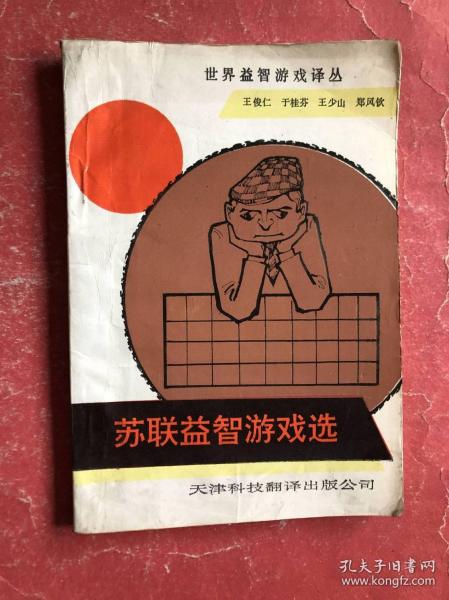 世界益智游戏译丛
王俊仁 于桂芬 王少山 郑风钦
苏联益智游戏选
天津科技翻译出版公司
孔夫子旧书网
www.kongfz.com